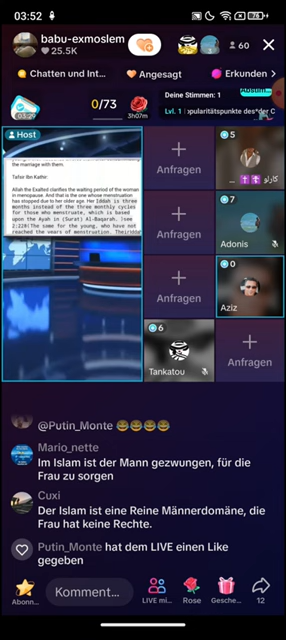 03:52
76
babu-exmoslem
25.5K
60
Chatten und Int...
Angesagt
Erkunden
03:29
0/73
3h07m
Deine Stimmen: 1
Lvl. 1
opularitätspunkte des*der C
Host
the marriage with them.
Tafsir Ibn Kathir:
Allah the Exalted clarifies the waiting period of the woman
in menopause. And that is the one whose menstruation
has stopped due to her older age. Her Iddah is three
months instead of the three monthly cycles
for those who menstruate, which is based
upon the Ayah in (Surat) Al-Baqarah. [see
2:228]The same for the young, who have not
reached the years of menstruation.
Anfragen
5
كارلو
Anfragen
7
Adonis
Anfragen
0
Aziz
6
Tankatou
Anfragen
@Putin_Monte 😂😂😂😂
Mario_nette
Im Islam ist der Mann gezwungen, für die
Frau zu sorgen
Cuxi
Der Islam ist eine Reine Männerdomäne, die
Frau hat keine Rechte.
Putin_Monte hat dem LIVE einen Like
gegeben
Abonn...
Komment...
LIVE mi...
Rose
Gesche...
12